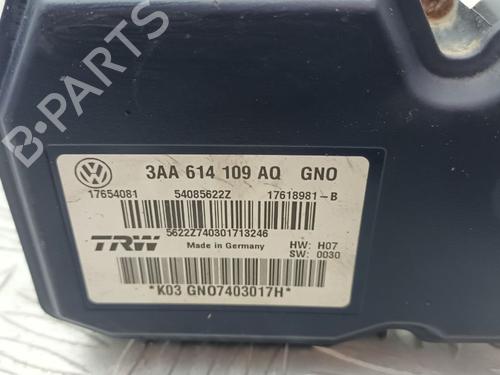 3AA 614 109 AQ GNO
17654081 54085622Z 17618981-B
5622Z740301713246
TRW Made in Germany HW: H07
SW: 0030
*K03 GNO7403017H*
B-PARTS